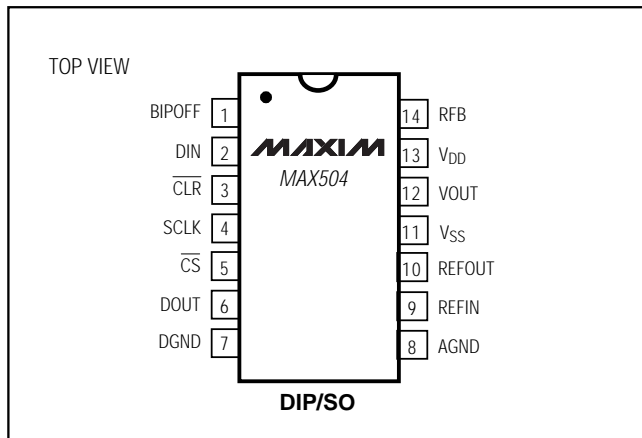 TOP VIEW
BIPOFF 1
DIN 2
CLR 3
SCLK 4
CS 5
DOUT 6
DGND 7
MAXIM
MAX504
14 RFB
13 VDD
12 VOUT
11 VSS
10 REFOUT
9 REFIN
8 AGND
DIP/SO